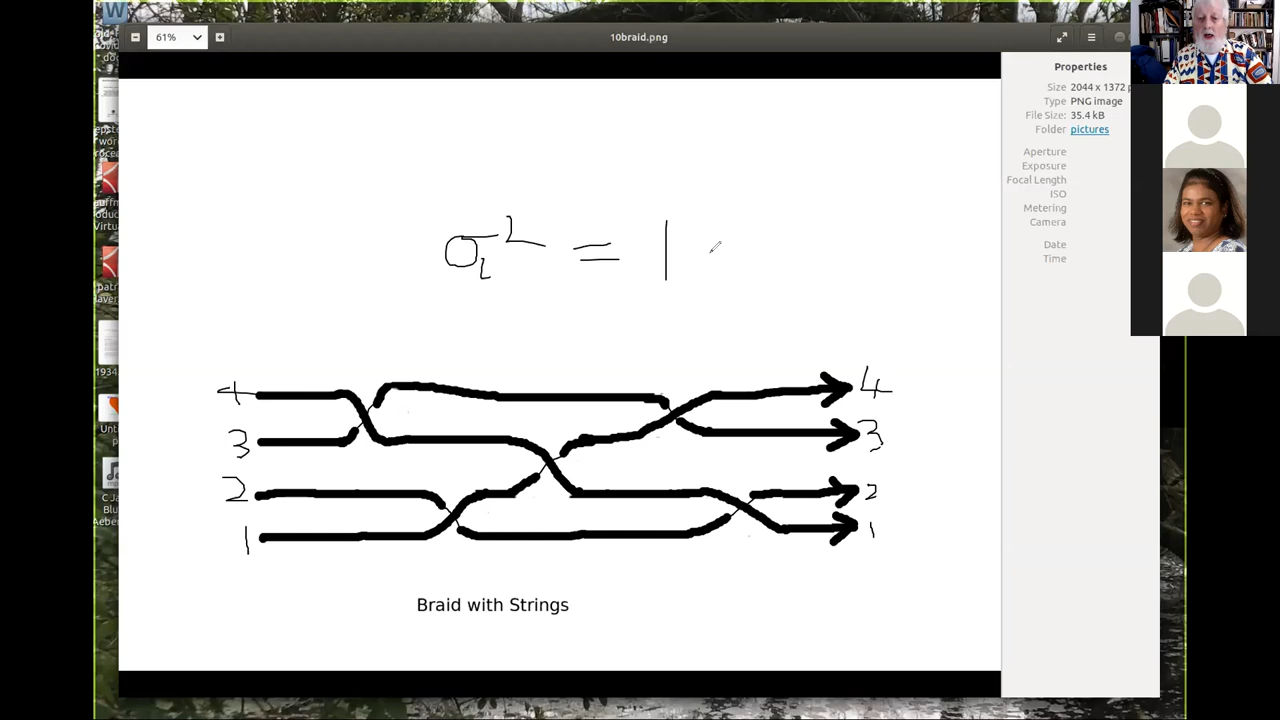 W
61%
10braid.png
Properties
Size 2044 x 1372
Type PNG image
File Size: 35.4 kB
Folder pictures
Aperture
Exposure
Focal Length
ISO
Metering
Camera
Date
Time
σᵢ² = 1
4 4
3 3
2 2
1 1
Braid with Strings
1934